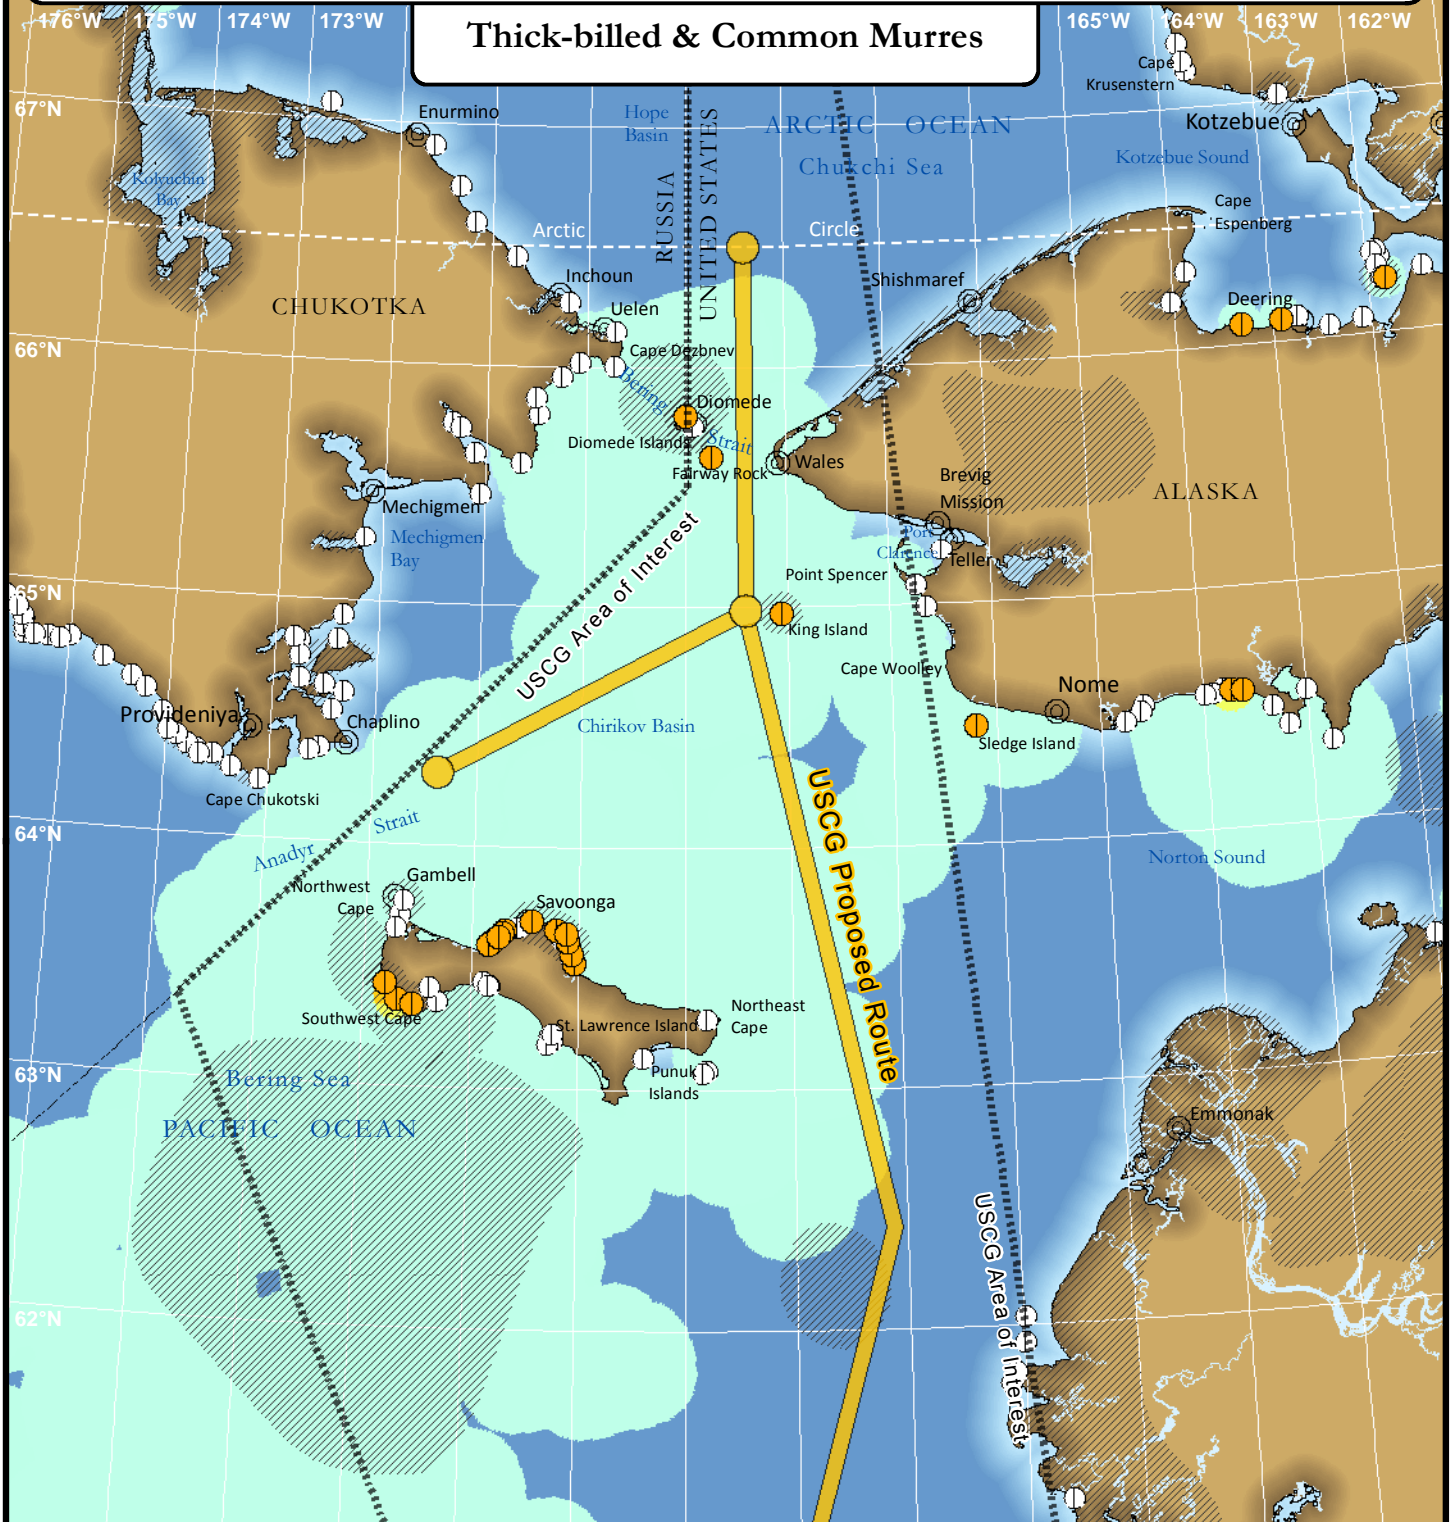 176°W 175°W 174°W 173°W 165°W 164°W 163°W 162°W
Thick-billed & Common Murres
Cape
Krusenstern
67°N
Enurmino
Hope
Basin
ARCTIC OCEAN
Chukchi Sea
Kotzebue
Kotzebue Sound
Kolyuchin
Bay
RUSSIA
UNITED STATES
Cape
Espenberg
Arctic Circle
Inchoun
Shishmaref
CHUKOTKA
Uelen
Deering
66°N
Cape Dezbnev
Bering Strait
Diomede
Diomede Islands
Fairway Rock
Wales
Brevig
Mission
ALASKA
Mechigmen
Mechigmen
Bay
Port
Clarence
Teller
USCG Area of Interest
Point Spencer
65°N
King Island
Cape Woolley
Nome
Provideniya
Chaplino
Chirikov Basin
Sledge Island
Cape Chukotski
USCG Proposed Route
Anadyr Strait
64°N
Norton Sound
Northwest
Cape
Gambell
Savoonga
Southwest Cape
St. Lawrence Island
Northeast
Cape
Punuk
Islands
63°N
Bering Sea
PACIFIC OCEAN
Emmonak
USCG Area of Interest
62°N